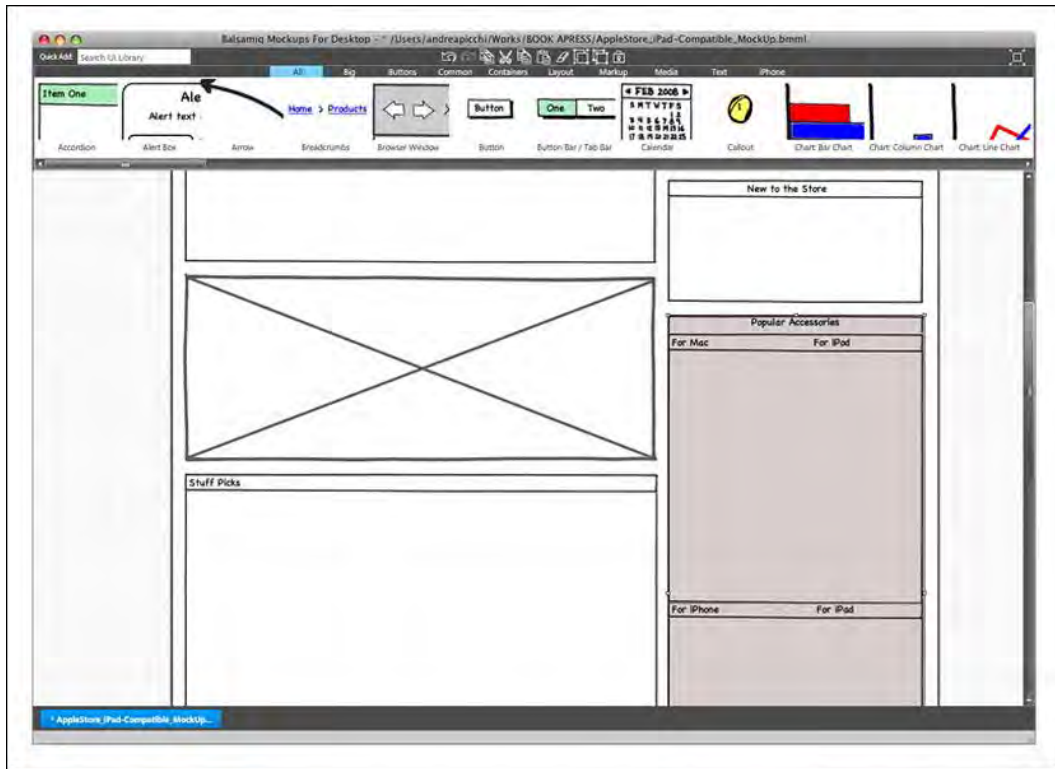 Balsamiq Mockups For Desktop - * /Users/andreapicchi/Works/BOOK APRESS/AppleStore_iPad-Compatible_MockUp.bmml
Quick Add Search UI Library
All Big Buttons Common Containers Layout Markup Media Text iPhone
Item One
Ale
Alert text
Home > Products
Button
One Two
FEB 2008
S M T W T F S
1
Accordion Alert Box Arrow Breadcrumbs Browser Window Button Button Bar / Tab Bar Calendar Callout Chart: Bar Chart Chart: Column Chart Chart: Line Chart
New to the Store
Popular Accessories
For Mac For iPod
Stuff Picks
For iPhone For iPad
* AppleStore_iPad-Compatible_MockUp...